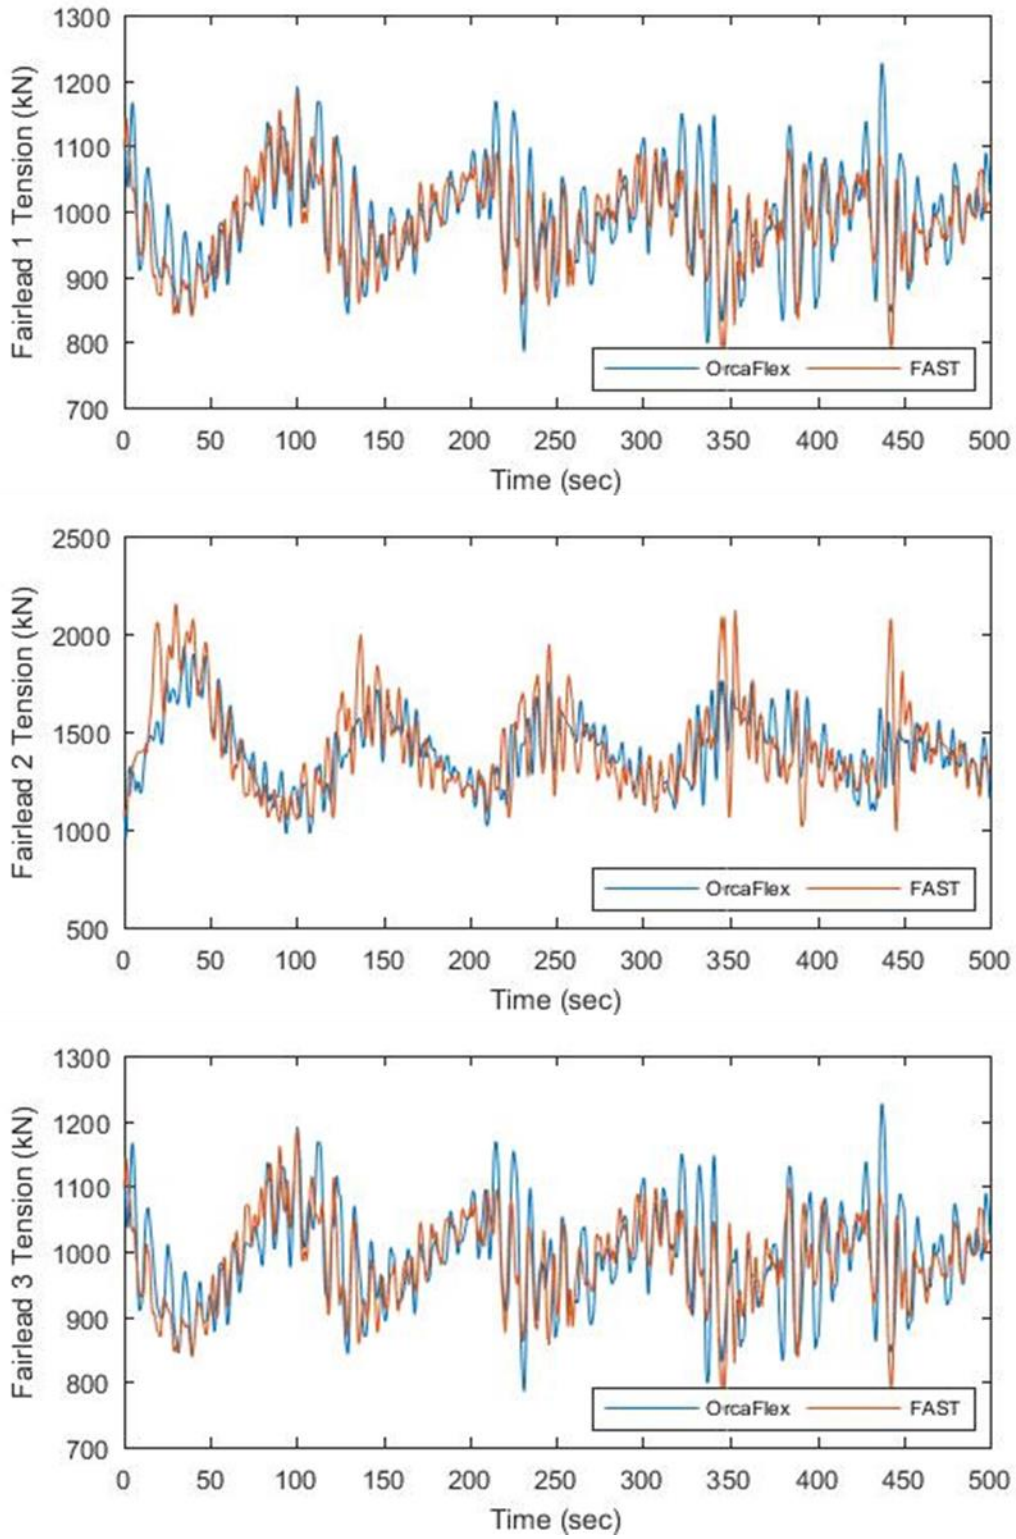 Fairlead 1 Tension (kN)
1300
1200
1100
1000
900
800
700
OrcaFlex FAST
0 50 100 150 200 250 300 350 400 450 500
Time (sec)
Fairlead 2 Tension (kN)
2500
2000
1500
1000
500
OrcaFlex FAST
0 50 100 150 200 250 300 350 400 450 500
Time (sec)
Fairlead 3 Tension (kN)
1300
1200
1100
1000
900
800
700
OrcaFlex FAST
0 50 100 150 200 250 300 350 400 450 500
Time (sec)